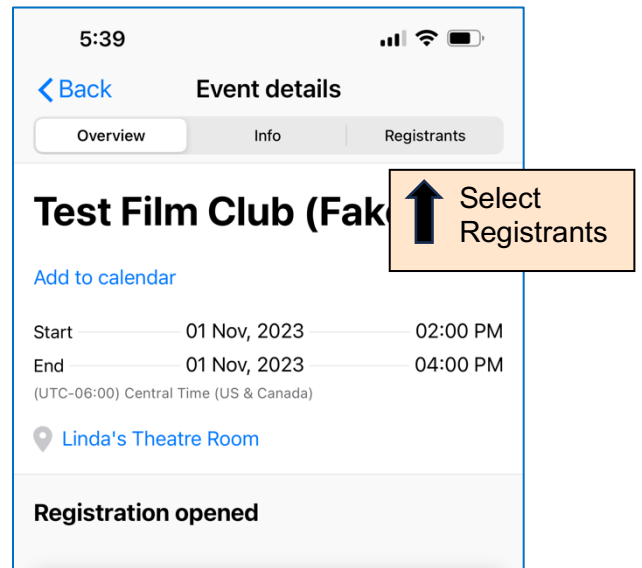 5:39
Back Event details
Overview Info Registrants
Test Film Club (Fak
Select
Registrants
Add to calendar
Start 01 Nov, 2023 02:00 PM
End 01 Nov, 2023 04:00 PM
(UTC-06:00) Central Time (US & Canada)
Linda's Theatre Room
Registration opened